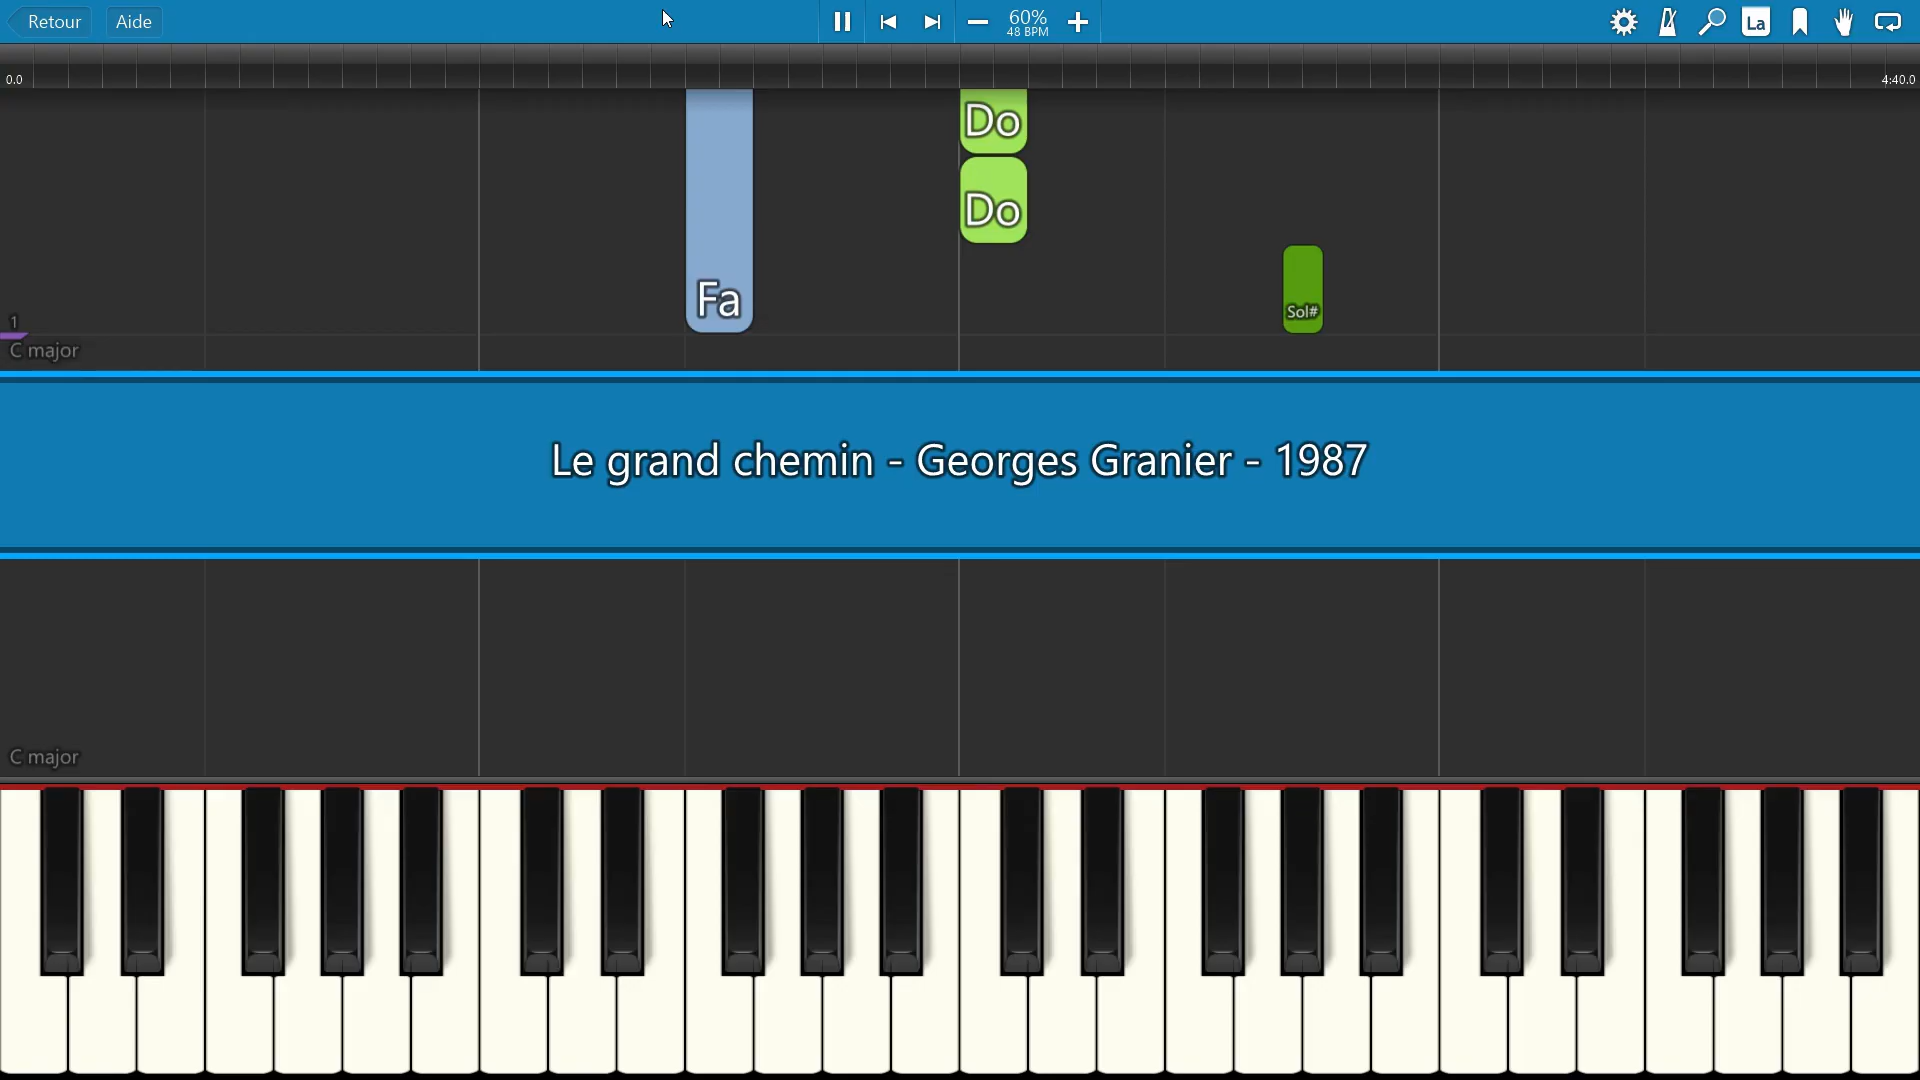 Retour
Aide
60%
48 BPM
La
0.0
4:40.0
Do
Do
Fa
Sol#
1
C major
Le grand chemin - Georges Granier - 1987
C major